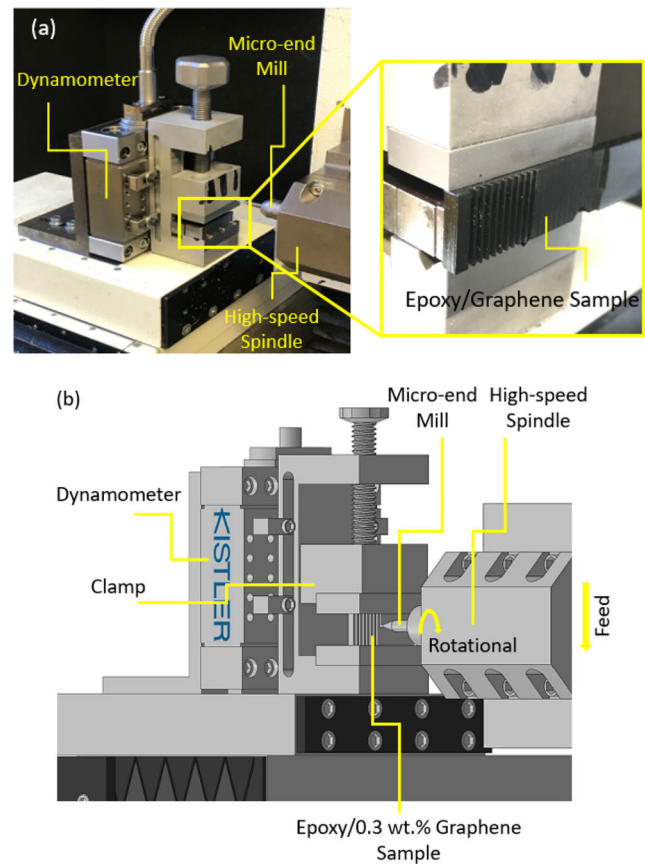 (a)
Micro-end
Mill
Dynamometer
High-speed
Spindle
Epoxy/Graphene Sample
(b)
Micro-end
Mill
High-speed
Spindle
Dynamometer
KISTLER
Clamp
Rotational
Feed
Epoxy/0.3 wt.% Graphene
Sample